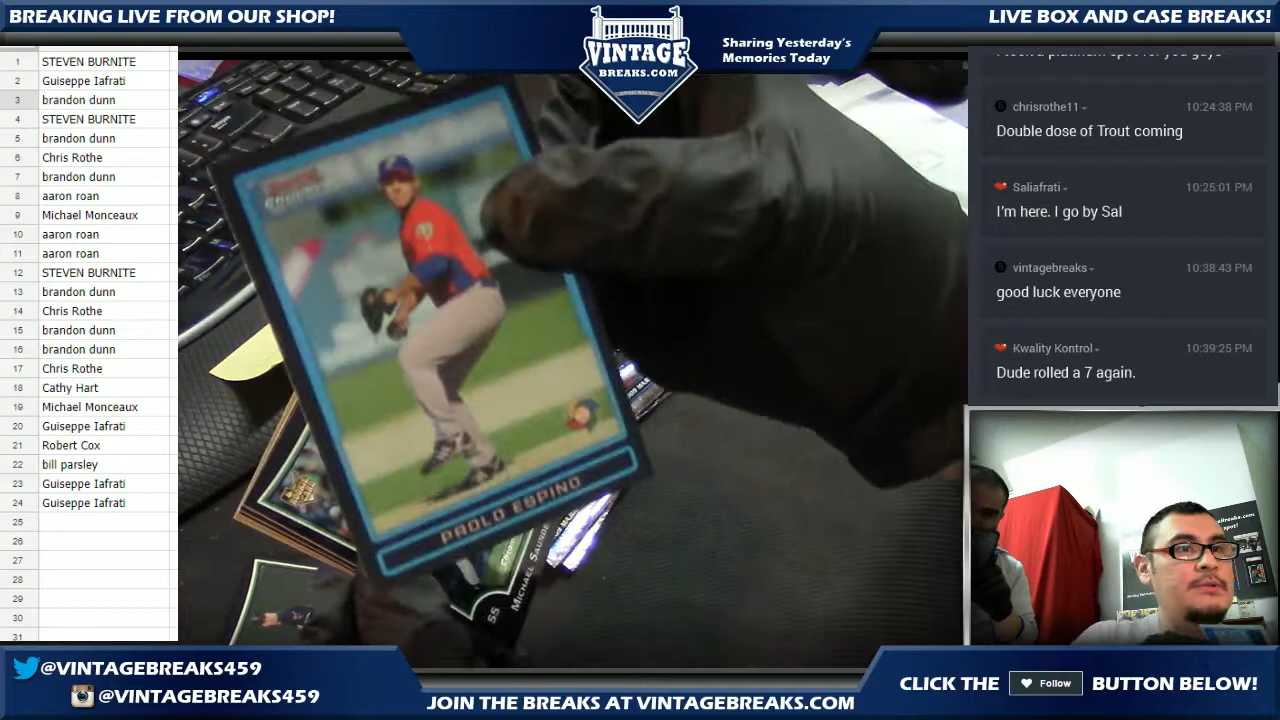 BREAKING LIVE FROM OUR SHOP!
VINTAGE
BREAKS.COM
Sharing Yesterday's
Memories Today
LIVE BOX AND CASE BREAKS!
1 STEVEN BURNITE
2 Guiseppe Iafrati
3 brandon dunn
4 STEVEN BURNITE
5 brandon dunn
6 Chris Rothe
7 brandon dunn
8 aaron roan
9 Michael Monceaux
10 aaron roan
11 aaron roan
12 STEVEN BURNITE
13 brandon dunn
14 Chris Rothe
15 brandon dunn
16 brandon dunn
17 Chris Rothe
18 Cathy Hart
19 Michael Monceaux
20 Guiseppe Iafrati
21 Robert Cox
22 bill parsley
23 Guiseppe Iafrati
24 Guiseppe Iafrati
25
26
27
28
29
30
31
PAOLO ESPINO
55 MICHAEL
chrisrothe11 10:24:38 PM
Double dose of Trout coming
Saliafrati 10:25:01 PM
I'm here. I go by Sal
vintagebreaks 10:38:43 PM
good luck everyone
Kwality Kontrol 10:39:25 PM
Dude rolled a 7 again.
@VINTAGEBREAKS459
@VINTAGEBREAKS459
JOIN THE BREAKS AT VINTAGEBREAKS.COM
CLICK THE Follow BUTTON BELOW!